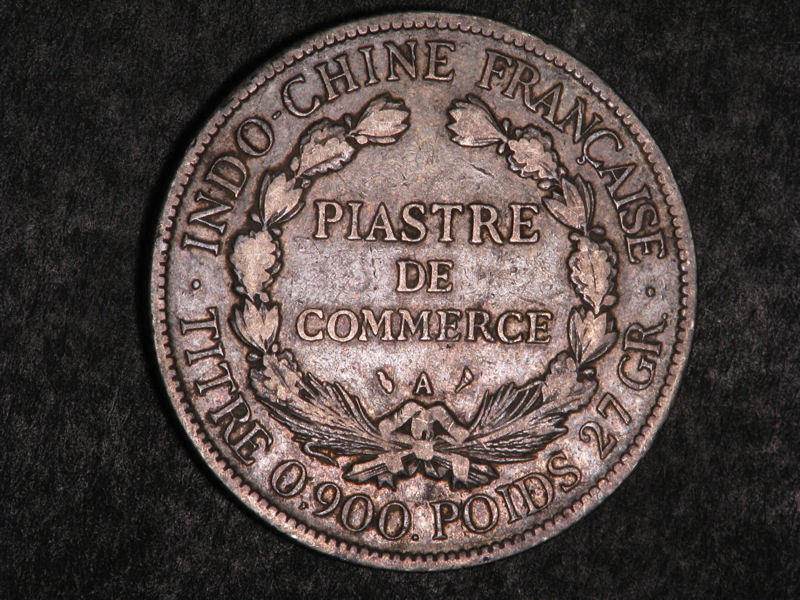 INDO-CHINE FRANÇAISE
PIASTRE
DE
COMMERCE
A
· TITRE 0,900. POIDS 27 GR. ·